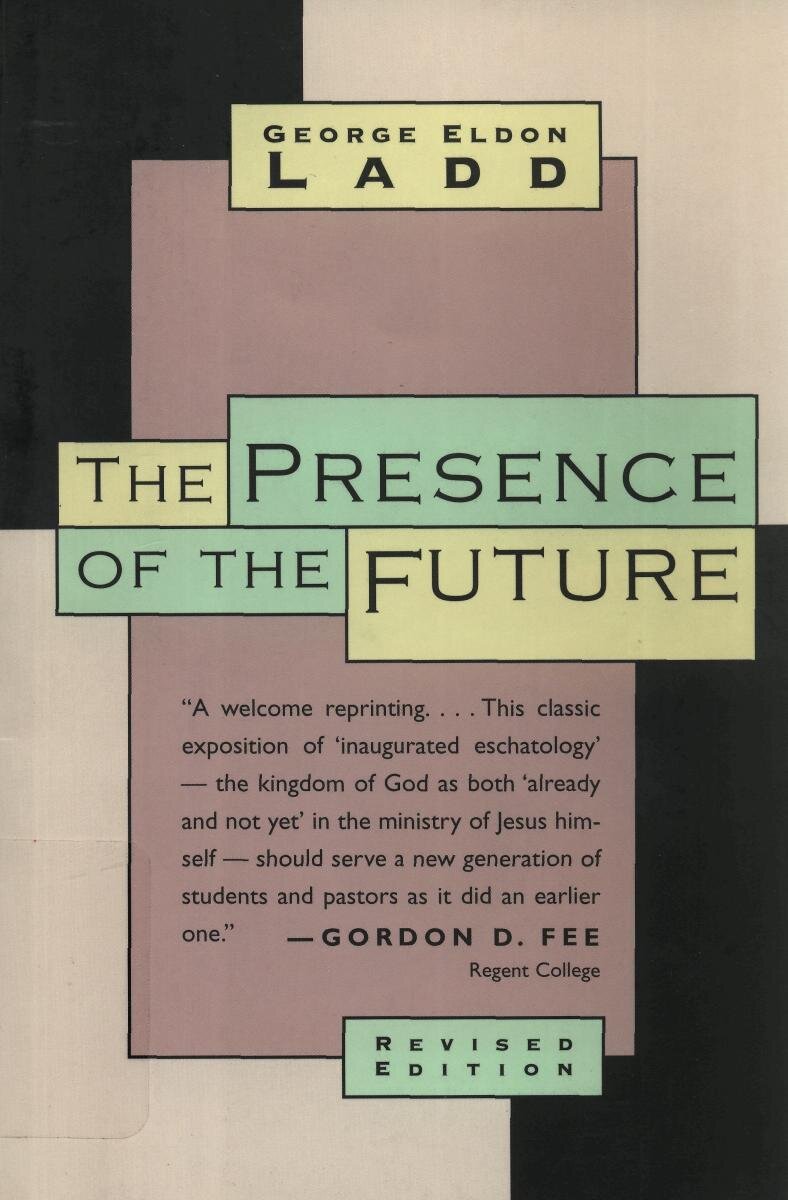 GEORGE ELDON
LADD
THE PRESENCE
OF THE FUTURE
“A welcome reprinting. . . . This classic
exposition of ‘inaugurated eschatology’
— the kingdom of God as both ‘already
and not yet’ in the ministry of Jesus him-
self — should serve a new generation of
students and pastors as it did an earlier
one.” —GORDON D. FEE
Regent College
REVISED
EDITION